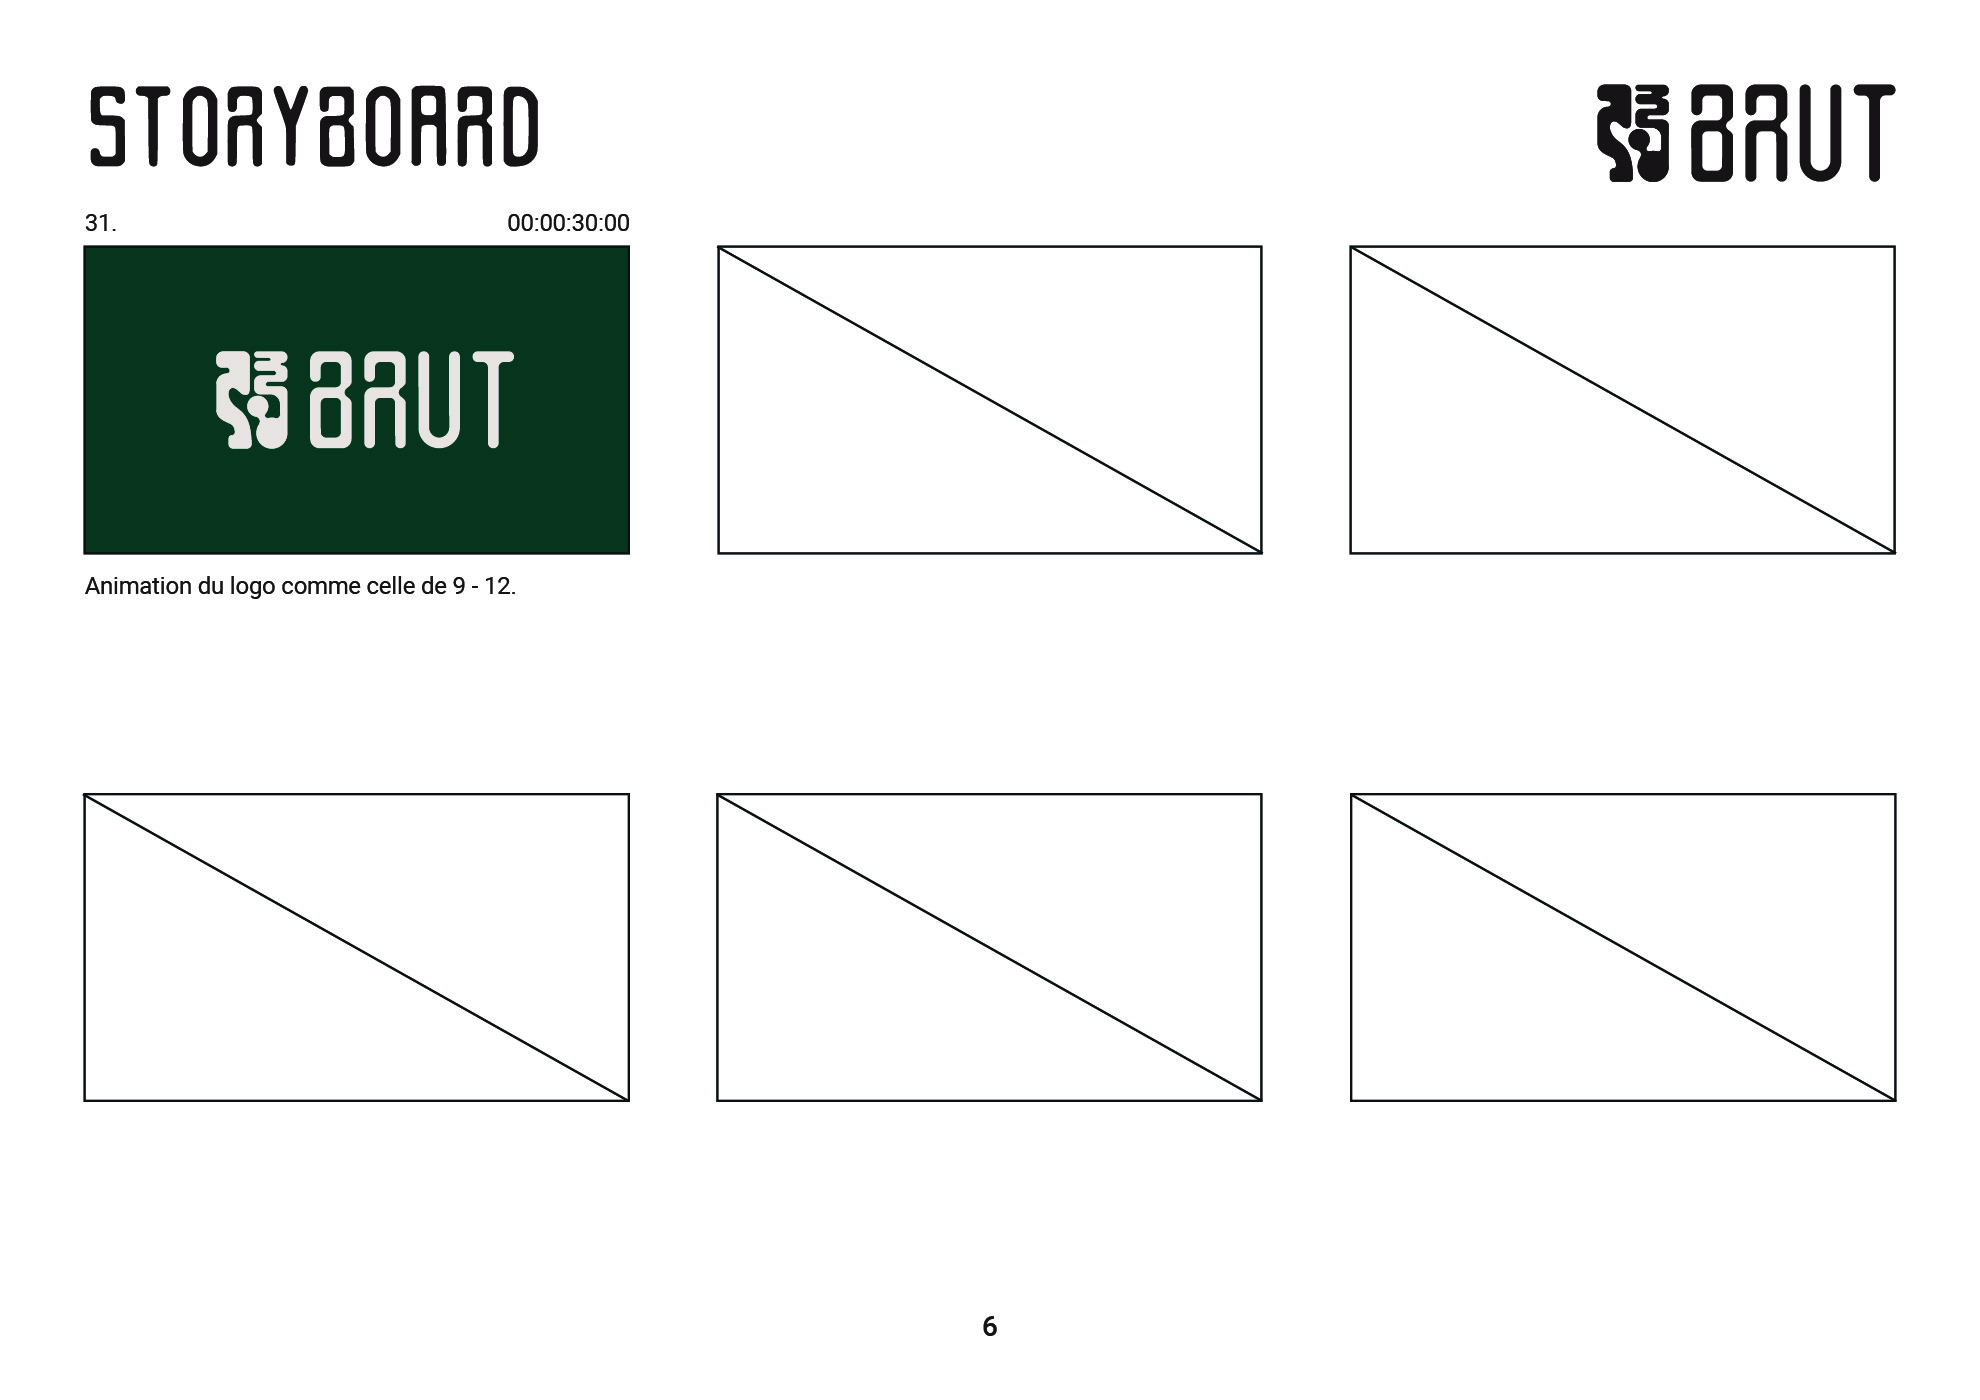 STORYBOARD
BRUT
31.
00:00:30:00
BRUT
Animation du logo comme celle de 9 - 12.
6